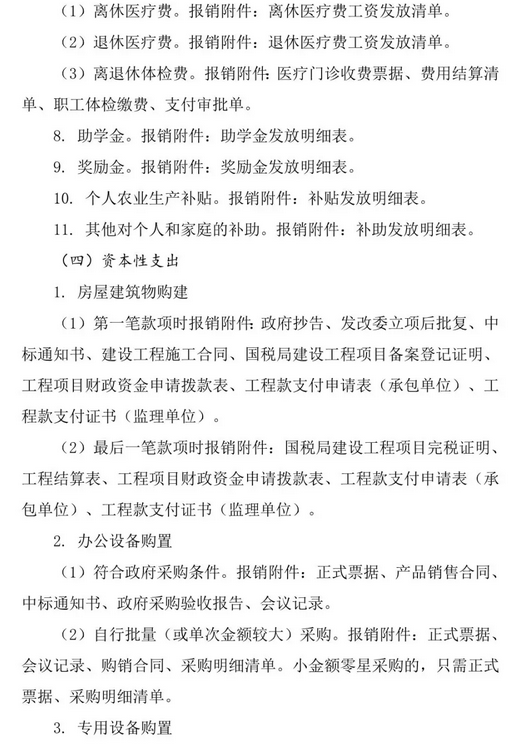 （1）离休医疗费。报销附件：离休医疗费工资发放清单。
（2）退休医疗费。报销附件：退休医疗费工资发放清单。
（3）离退休体检费。报销附件：医疗门诊收费票据、费用结算清
单、职工体检缴费、支付审批单。
8. 助学金。报销附件：助学金发放明细表。
9. 奖励金。报销附件：奖励金发放明细表。
10. 个人农业生产补贴。报销附件：补贴发放明细表。
11. 其他对个人和家庭的补助。报销附件：补助发放明细表。
（四）资本性支出
1. 房屋建筑物购建
（1）第一笔款项时报销附件：政府抄告、发改委立项后批复、中
标通知书、建设工程施工合同、国税局建设工程项目备案登记证明、
工程项目财政资金申请拨款表、工程款支付申请表（承包单位）、工
程款支付证书（监理单位）。
（2）最后一笔款项时报销附件：国税局建设工程项目完税证明、
工程结算表、工程项目财政资金申请拨款表、工程款支付申请表（承
包单位）、工程款支付证书（监理单位）。
2. 办公设备购置
（1）符合政府采购条件。报销附件：正式票据、产品销售合同、
中标通知书、政府采购验收报告、会议记录。
（2）自行批量（或单次金额较大）采购。报销附件：正式票据、
会议记录、购销合同、采购明细清单。小金额零星采购的，只需正式
票据、采购明细清单。
3. 专用设备购置